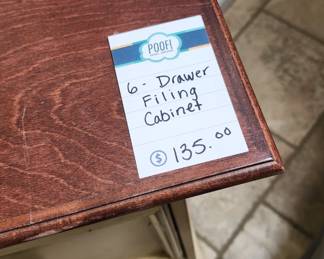 POOF!
6 - Drawer
Filing
Cabinet
$ 135.00